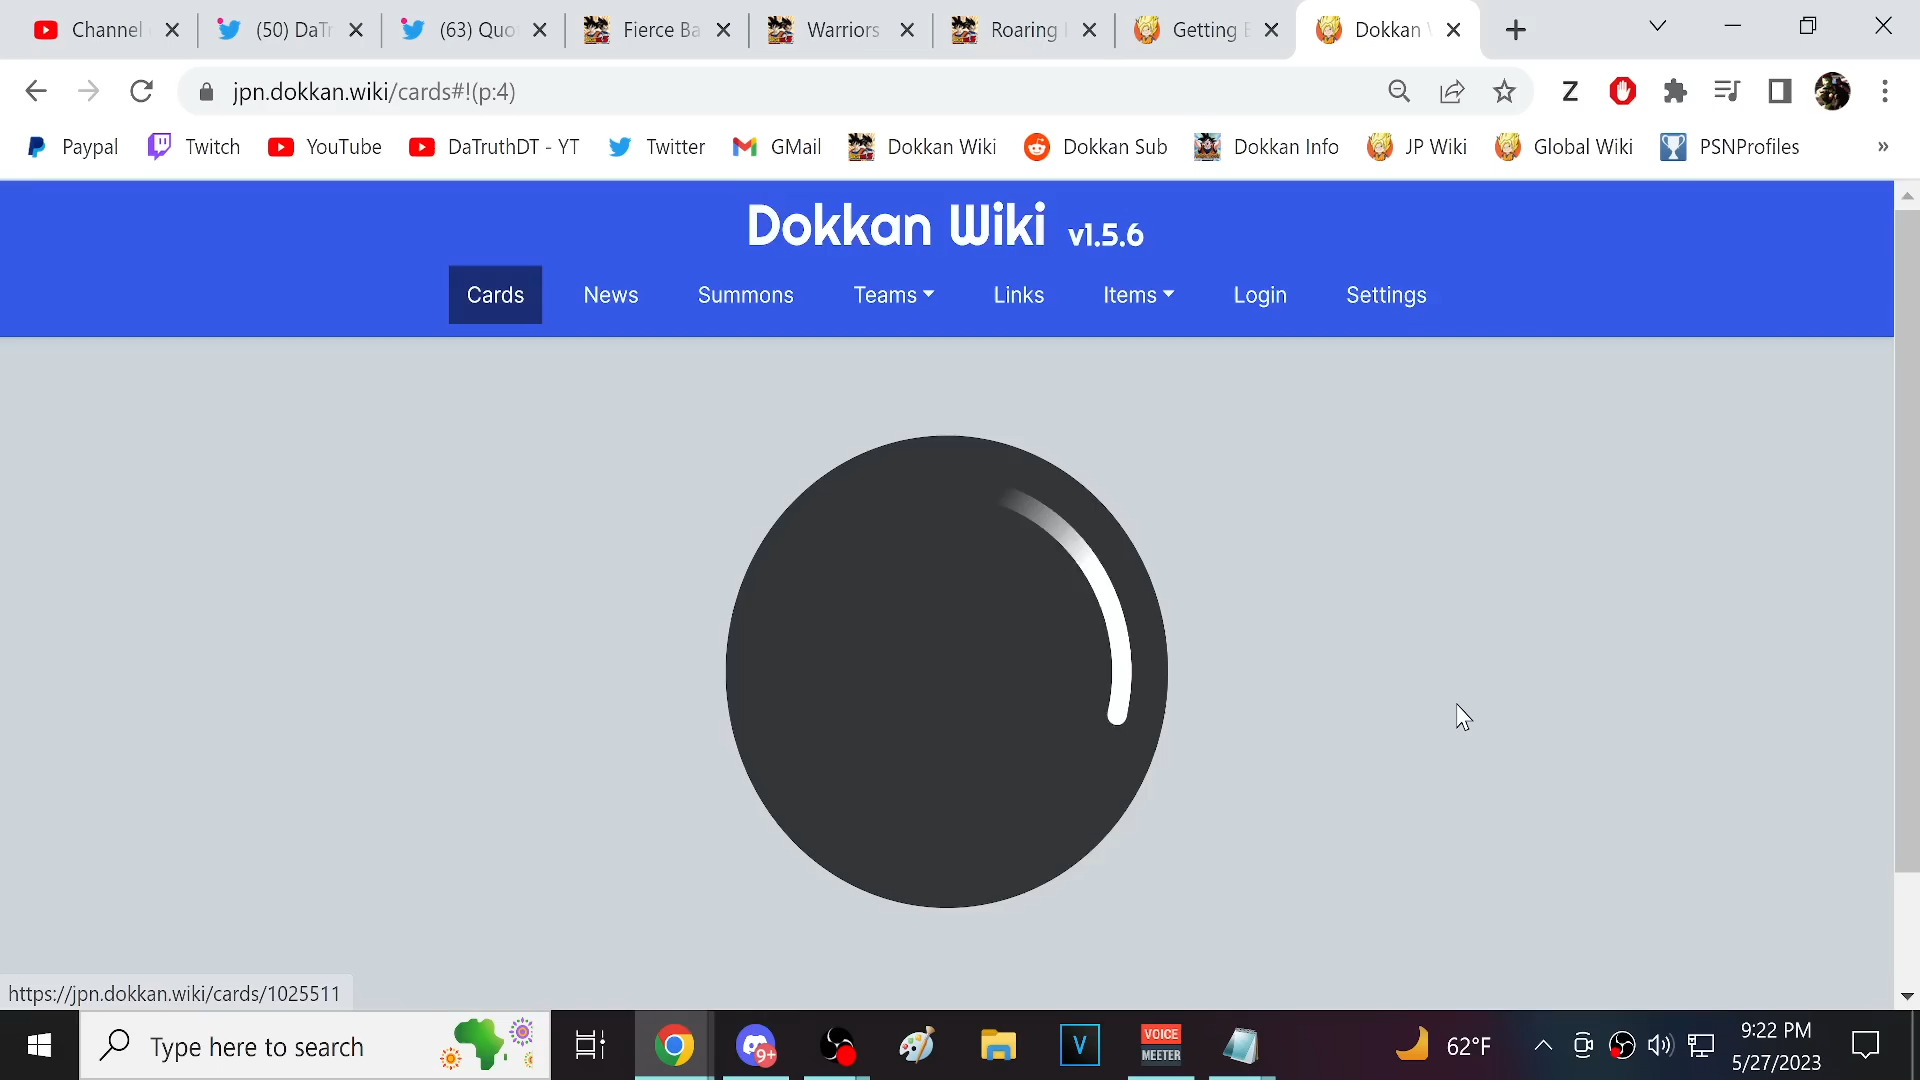 Channel
(50) DaTr
(63) Quo
Fierce Ba
Warriors
Roaring
Getting
Dokkan
jpn.dokkan.wiki/cards#!(p:4)
Z
Paypal Twitch YouTube DaTruthDT - YT Twitter GMail Dokkan Wiki Dokkan Sub Dokkan Info JP Wiki Global Wiki PSNProfiles »
Dokkan Wiki v1.5.6
Cards News Summons Teams Links Items Login Settings
https://jpn.dokkan.wiki/cards/1025511
Type here to search
9+
V
VOICE
MEETER
62°F
9:22 PM
5/27/2023